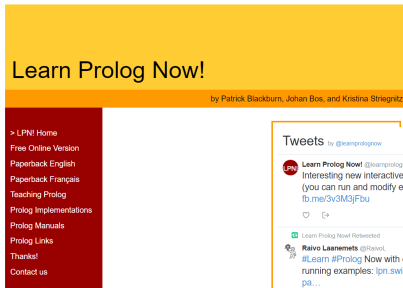 Learn Prolog Now!
by Patrick Blackburn, Johan Bos, and Kristina Striegnitz
> LPN! Home
Free Online Version
Paperback English
Paperback Français
Teaching Prolog
Prolog Implementations
Prolog Manuals
Prolog Links
Thanks!
Contact us
Tweets by @learnprolognow
LPN!
Learn Prolog Now! @learnprolog
Interesting new interactive
(you can run and modify e
fb.me/3v3M3jFbu
Learn Prolog Now! Retweeted
Raivo Laanemets @RaivoL
#Learn #Prolog Now with
running examples: lpn.swi
pa…